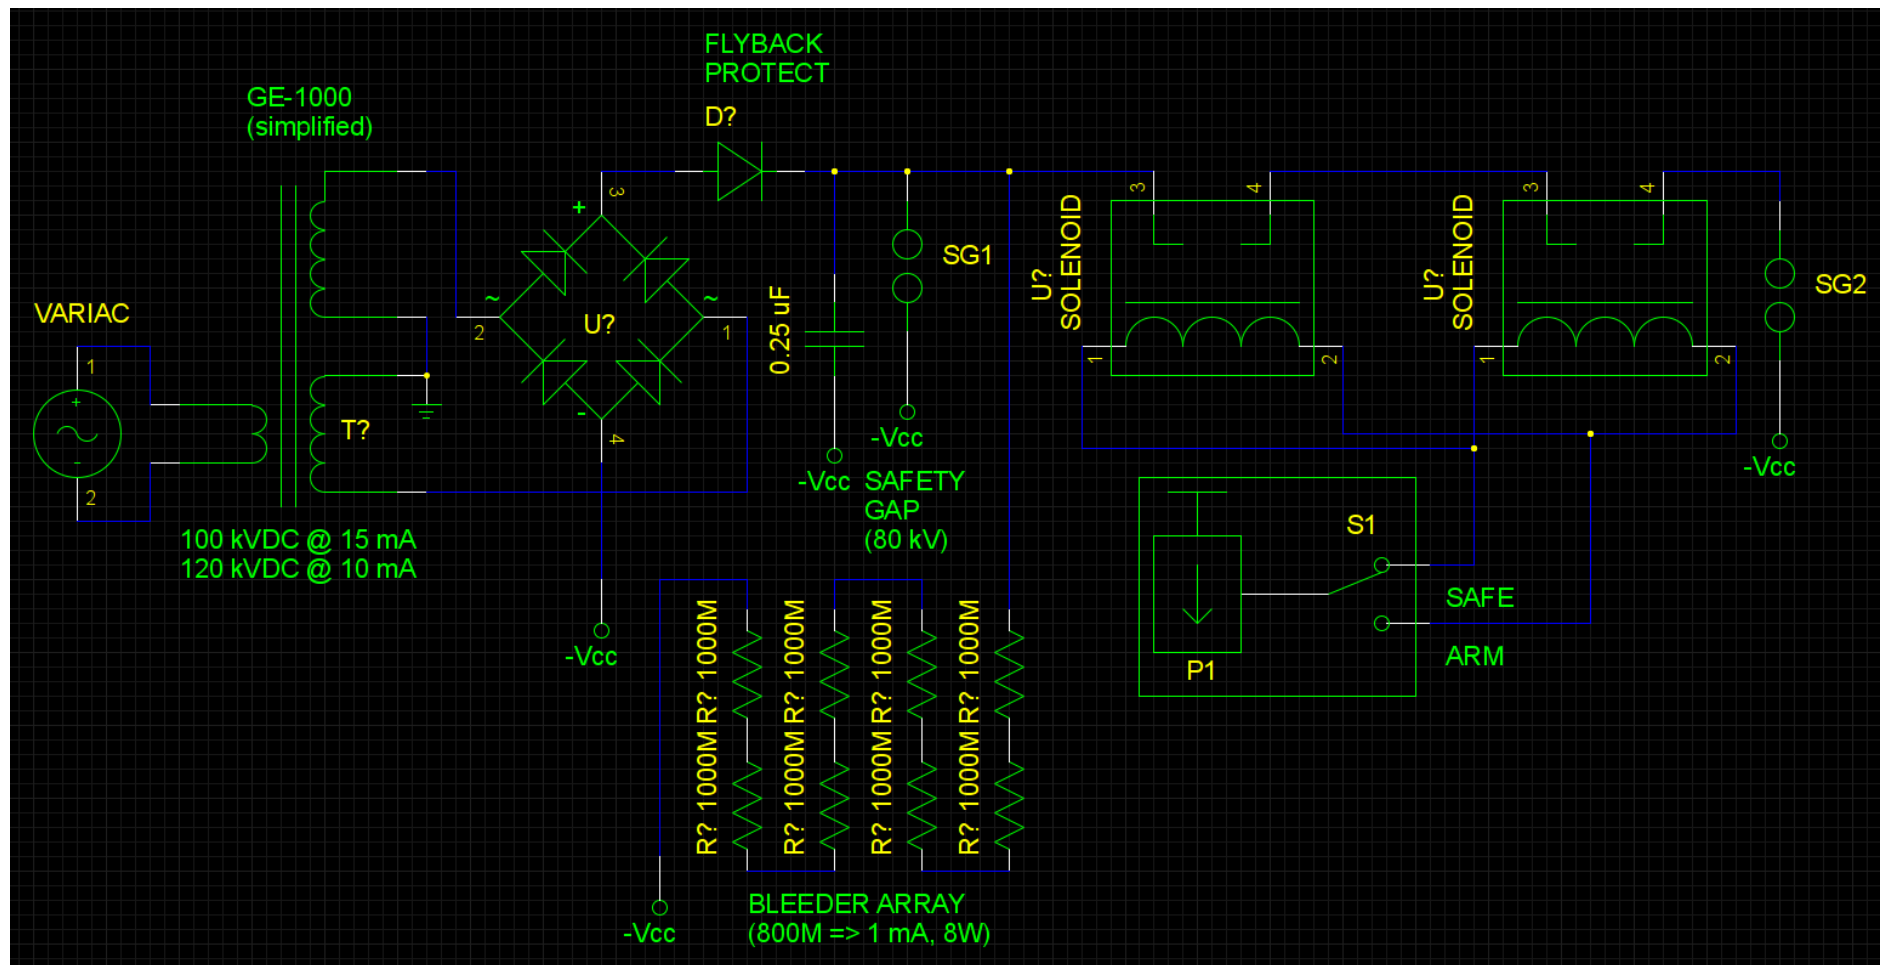 FLYBACK
PROTECT
D?
GE-1000
(simplified)
VARIAC
1
+
-
2
T?
100 kVDC @ 15 mA
120 kVDC @ 10 mA
3
+
~
~
2
U?
1
-
4
-Vcc
0.25 uF
-Vcc
SG1
-Vcc
SAFETY
GAP
(80 kV)
U?
SOLENOID
3
4
1
2
U?
SOLENOID
3
4
1
2
SG2
-Vcc
S1
SAFE
ARM
P1
R? 1000M
R? 1000M
R? 1000M
R? 1000M
R? 1000M
R? 1000M
R? 1000M
R? 1000M
-Vcc
BLEEDER ARRAY
(800M => 1 mA, 8W)